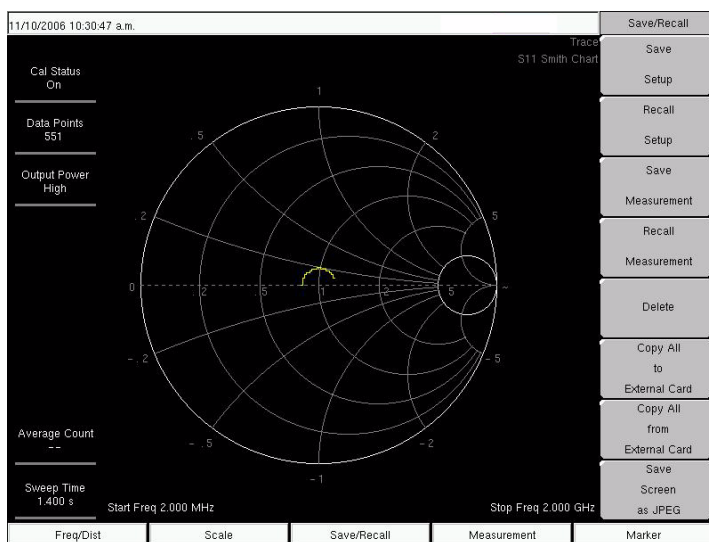 11/10/2006 10:30:47 a.m.
Save/Recall
Trace
S11 Smith Chart
Save
Setup
Recall
Setup
Save
Measurement
Recall
Measurement
Delete
Copy All
to
External Card
Copy All
from
External Card
Save
Screen
as JPEG
Cal Status
On
Data Points
551
Output Power
High
Average Count
--
Sweep Time
1.400 s
1
.5
2
.2
5
0
.2
.5
1
2
5
~
-.2
-5
-.5
-2
-1
Start Freq 2.000 MHz
Stop Freq 2.000 GHz
Freq/Dist
Scale
Save/Recall
Measurement
Marker